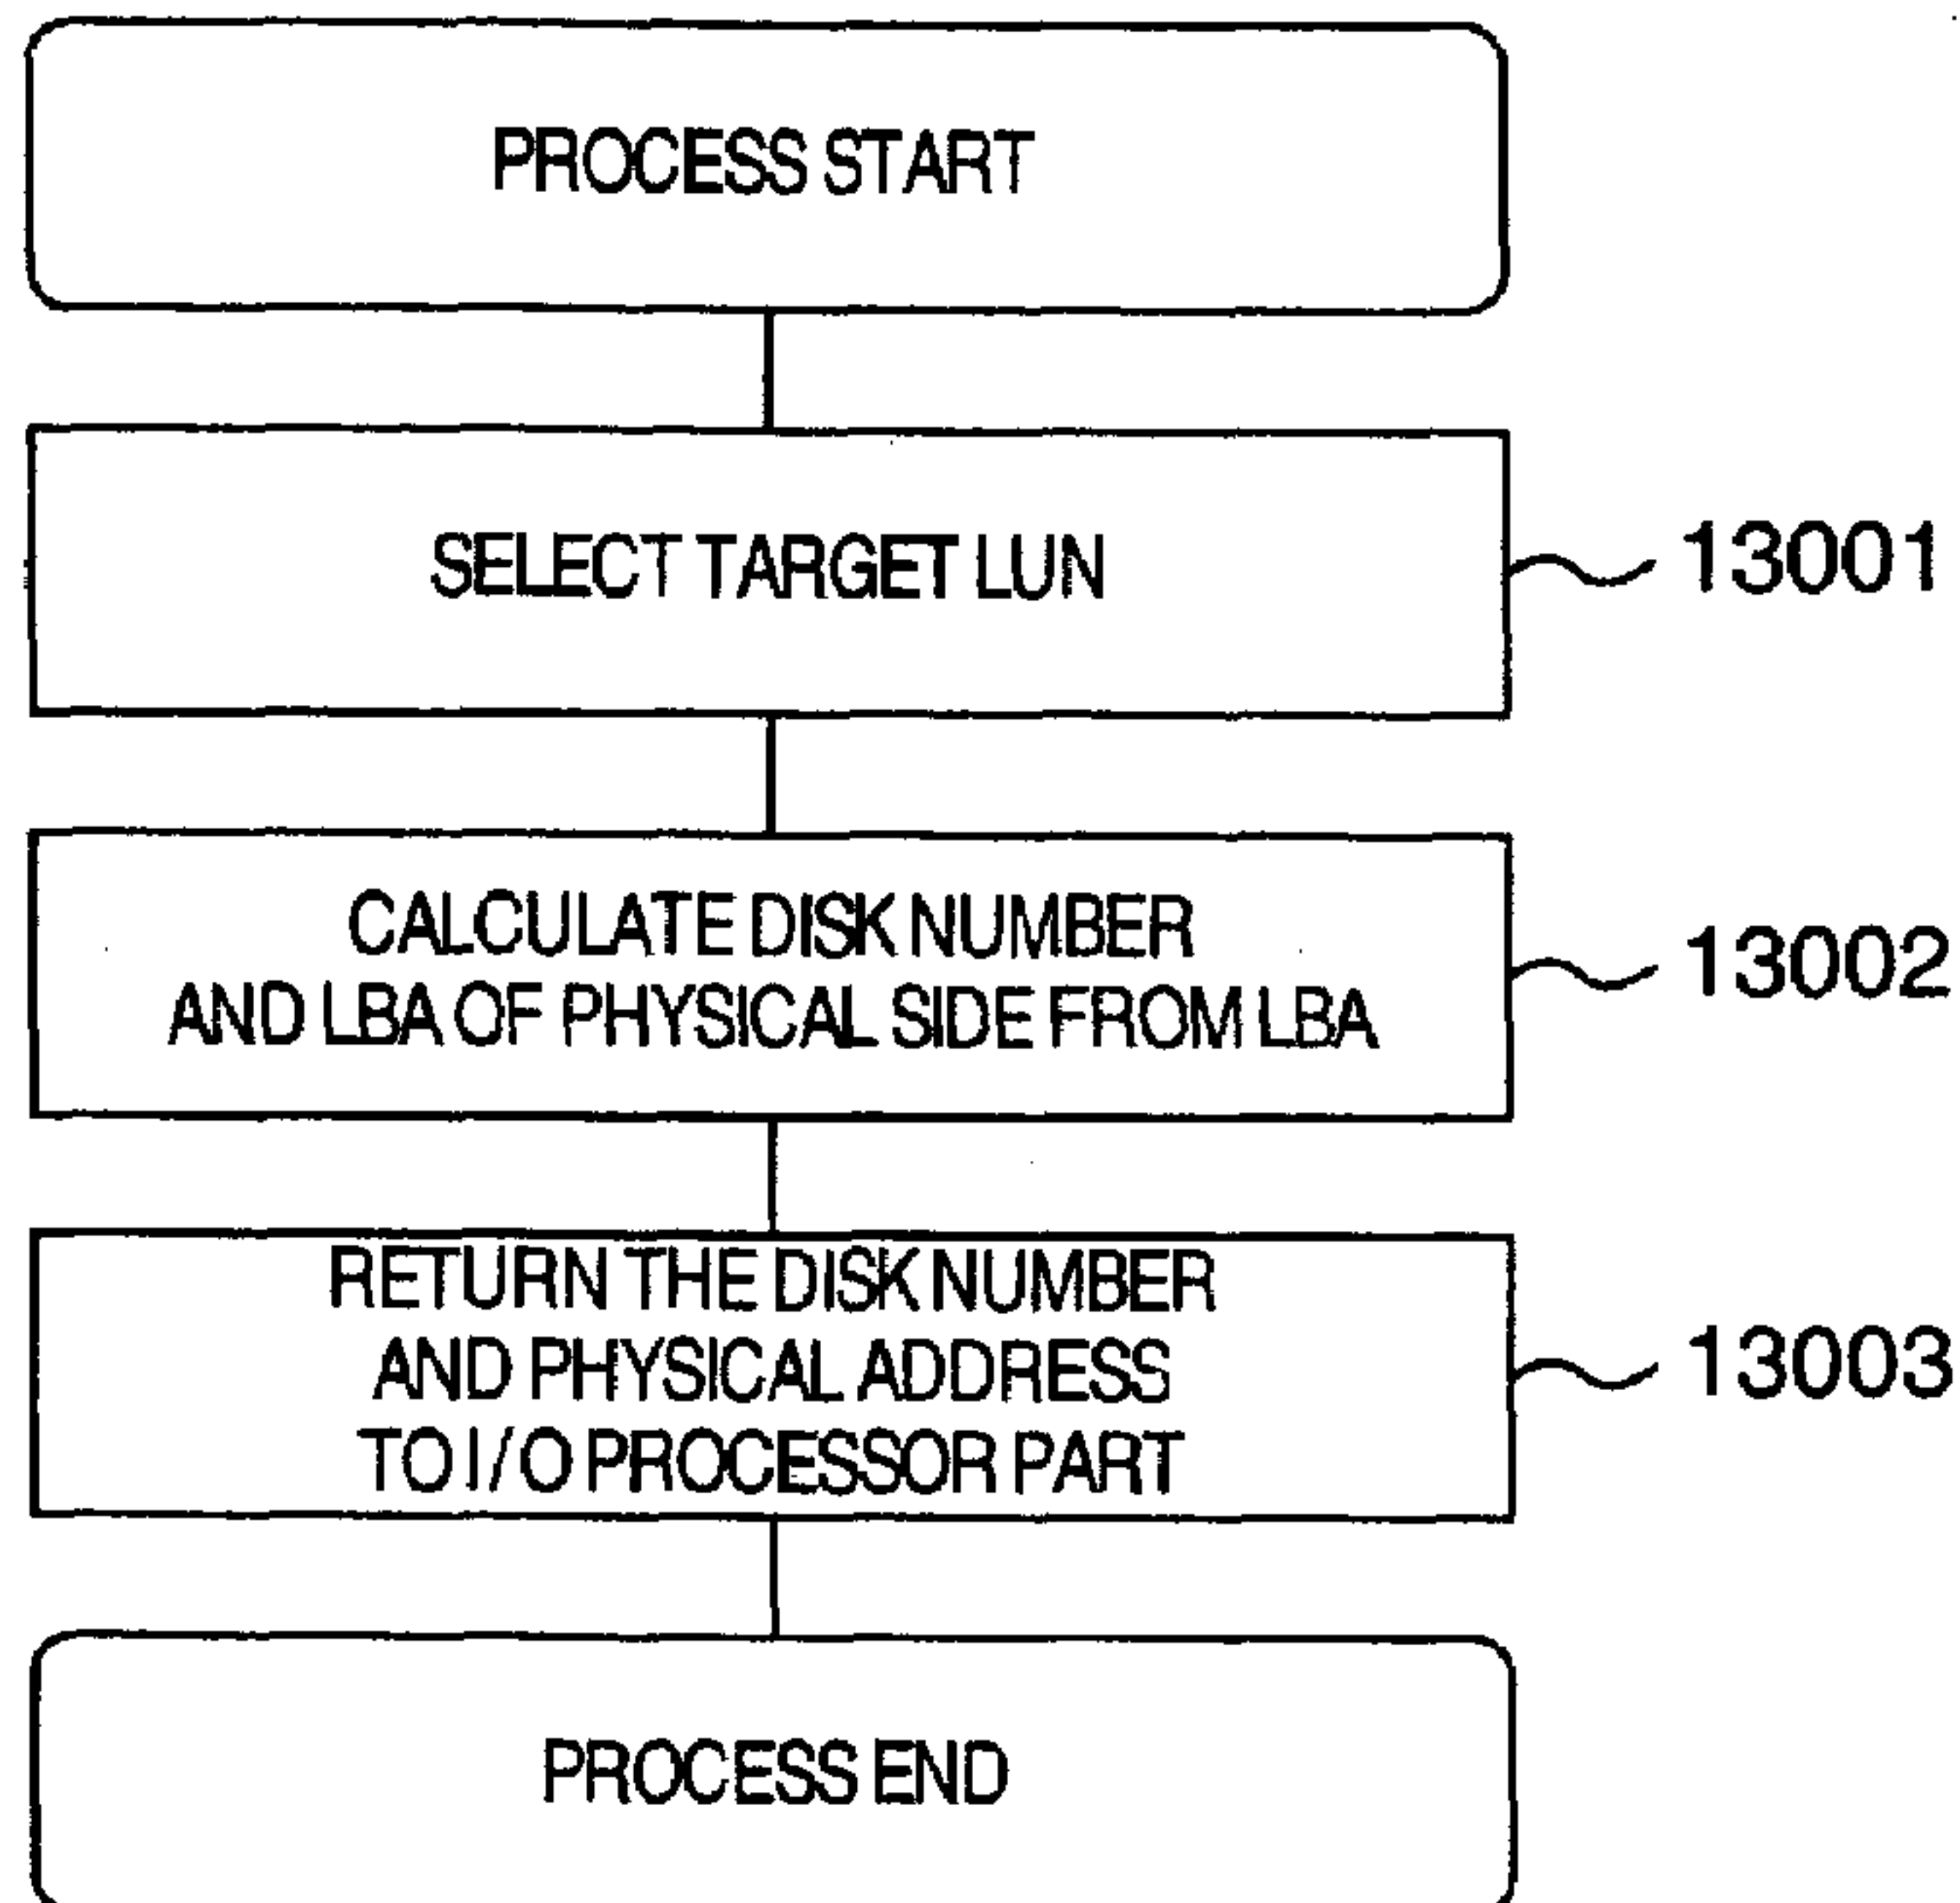 PROCESS START
SELECT TARGET LUN
13001
CALCULATE DISK NUMBER
AND LBA OF PHYSICAL SIDE FROM LBA
13002
RETURN THE DISK NUMBER
AND PHYSICAL ADDRESS
TO I/O PROCESSOR PART
13003
PROCESS END